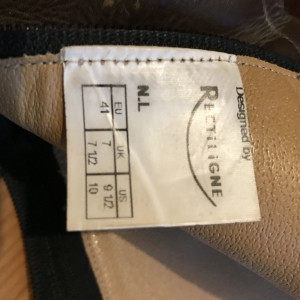 Designed by
RECTILIGNE
N.L
EU UK US
41 7 9 1/2
7 1/2 10